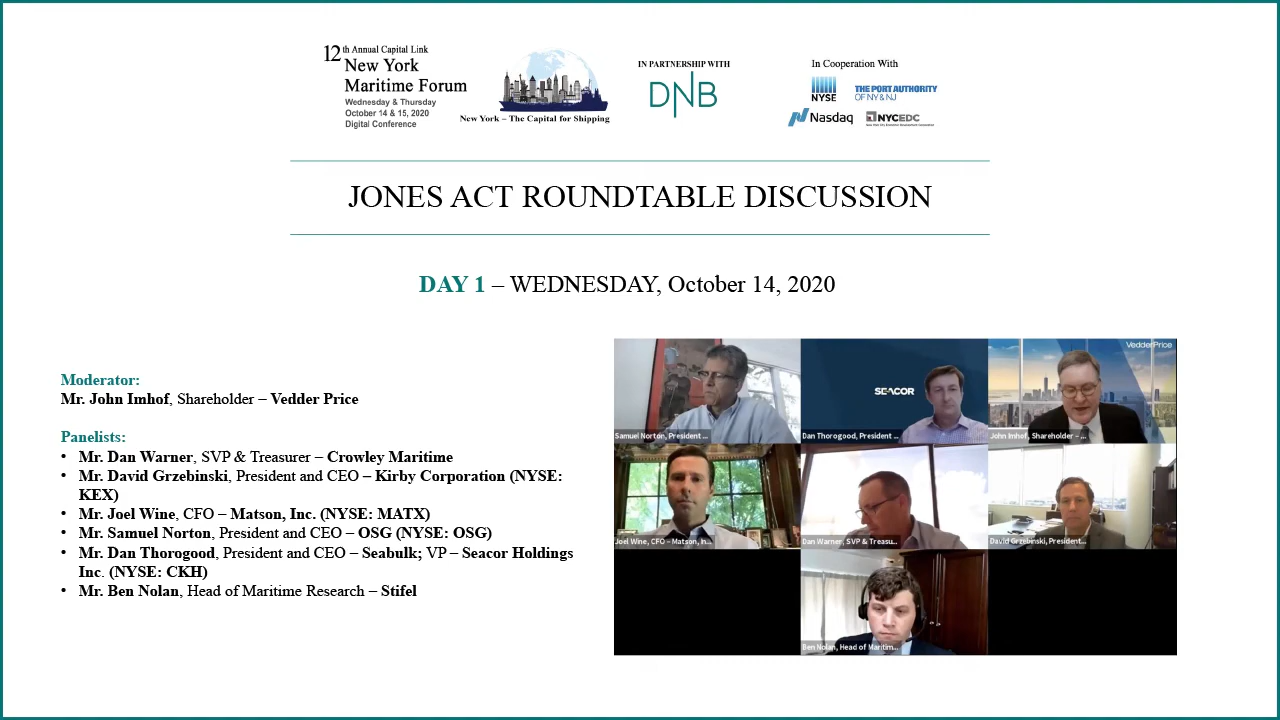 12th Annual Capital Link
New York
Maritime Forum
Wednesday & Thursday
October 14 & 15, 2020
Digital Conference
New York – The Capital for Shipping
IN PARTNERSHIP WITH
DNB
In Cooperation With
NYSE
THE PORT AUTHORITY
OF NY & NJ
Nasdaq
NYCEDC
JONES ACT ROUNDTABLE DISCUSSION
DAY 1 – WEDNESDAY, October 14, 2020
Moderator:
Mr. John Imhof, Shareholder – Vedder Price
Panelists:
• Mr. Dan Warner, SVP & Treasurer – Crowley Maritime
• Mr. David Grzebinski, President and CEO – Kirby Corporation (NYSE:
KEX)
• Mr. Joel Wine, CFO – Matson, Inc. (NYSE: MATX)
• Mr. Samuel Norton, President and CEO – OSG (NYSE: OSG)
• Mr. Dan Thorogood, President and CEO – Seabulk; VP – Seacor Holdings
Inc. (NYSE: CKH)
• Mr. Ben Nolan, Head of Maritime Research – Stifel
SEACOR
VedderPrice
Samuel Norton, President ...
Dan Thorogood, President ...
John Imhof, Shareholder – ...
Joel Wine, CFO – Matson, In...
Dan Warner, SVP & Treasu...
David Grzebinski, President...
Ben Nolan, Head of Maritim...